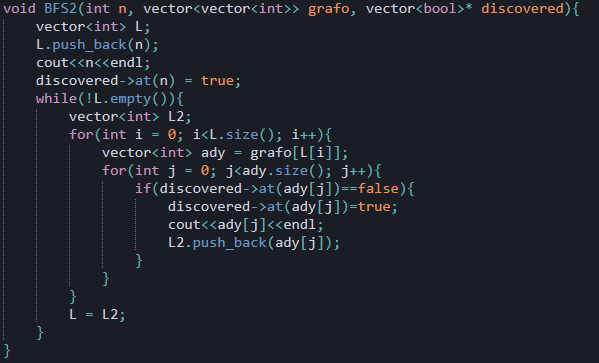 void BFS2(int n, vector<vector<int>> grafo, vector<bool>* discovered){
    vector<int> L;
    L.push_back(n);
    cout<<n<<endl;
    discovered->at(n) = true;
    while(!L.empty()){
        vector<int> L2;
        for(int i = 0; i<L.size(); i++){
            vector<int> ady = grafo[L[i]];
            for(int j = 0; j<ady.size(); j++){
                if(discovered->at(ady[j])==false){
                    discovered->at(ady[j])=true;
                    cout<<ady[j]<<endl;
                    L2.push_back(ady[j]);
                }
            }
        }
        L = L2;
    }
}